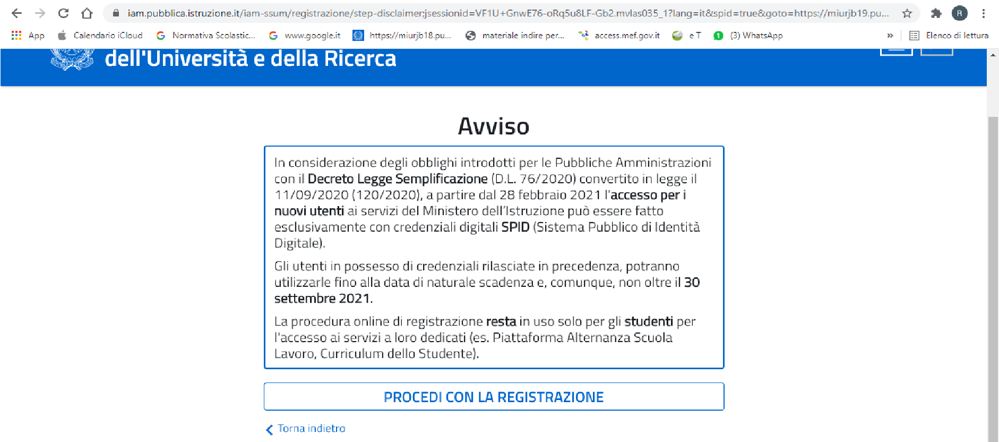 iam.pubblica.istruzione.it/iam-ssum/registrazione/step-disclaimer;jsessionid=VF1U+GnwE76-oRq5u8LF-Gb2.mvlas035_1?lang=it&spid=true&goto=https://miurjb19.pu... R
App Calendario iCloud Normativa Scolastic... www.google.it https://miurjb18.pu... materiale indire per... access.mef.gov.it e T (3) WhatsApp » Elenco di lettura
dell'Università e della Ricerca
Avviso
In considerazione degli obblighi introdotti per le Pubbliche Amministrazioni
con il Decreto Legge Semplificazione (D.L. 76/2020) convertito in legge il
11/09/2020 (120/2020), a partire dal 28 febbraio 2021 l'accesso per i
nuovi utenti ai servizi del Ministero dell'Istruzione può essere fatto
esclusivamente con credenziali digitali SPID (Sistema Pubblico di Identità
Digitale).
Gli utenti in possesso di credenziali rilasciate in precedenza, potranno
utilizzarle fino alla data di naturale scadenza e, comunque, non oltre il 30
settembre 2021.
La procedura online di registrazione resta in uso solo per gli studenti per
l'accesso ai servizi a loro dedicati (es. Piattaforma Alternanza Scuola
Lavoro, Curriculum dello Studente).
PROCEDI CON LA REGISTRAZIONE
Torna indietro